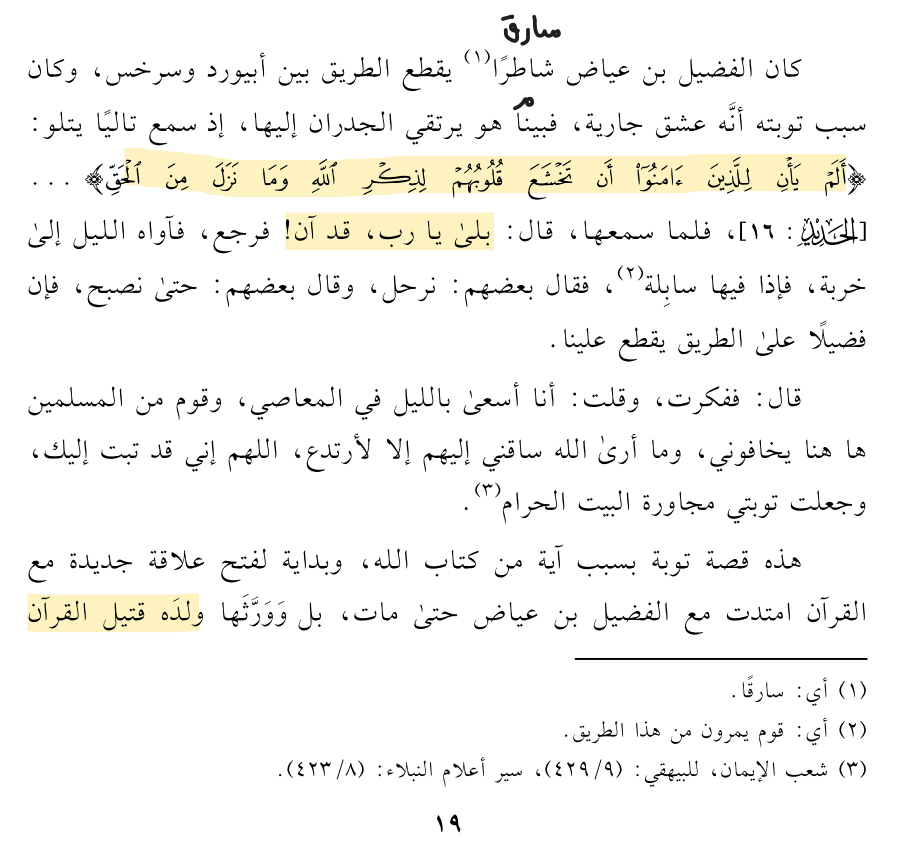 سارق
كان الفضيل بن عياض شاطرًا(١) يقطع الطريق بين أبيورد وسرخس، وكان
سبب توبته أنَّه عشق جارية، فبينا هو يرتقي الجدران إليها، إذ سمع تاليًا يتلو:
﴿أَلَمۡ يَأۡنِ لِلَّذِينَ ءَامَنُوٓاْ أَن تَخۡشَعَ قُلُوبُهُمۡ لِذِكۡرِ ٱللَّهِ وَمَا نَزَلَ مِنَ ٱلۡحَقِّ﴾ ...
[الحديد: ١٦]، فلما سمعها، قال: بلىٰ يا رب، قد آن! فرجع، فآواه الليل إلىٰ
خربة، فإذا فيها سابِلة(٢)، فقال بعضهم: نرحل، وقال بعضهم: حتىٰ نصبح، فإن
فضيلًا علىٰ الطريق يقطع علينا.
قال: ففكرت، وقلت: أنا أسعىٰ بالليل في المعاصي، وقوم من المسلمين
ها هنا يخافوني، وما أرىٰ الله ساقني إليهم إلا لأرتدع، اللهم إني قد تبت إليك،
وجعلت توبتي مجاورة البيت الحرام(٣).
هذه قصة توبة بسبب آية من كتاب الله، وبداية لفتح علاقة جديدة مع
القرآن امتدت مع الفضيل بن عياض حتىٰ مات، بل وَوَرَّثَها ولدَه قتيل القرآن
(١) أي: سارقًا.
(٢) أي: قوم يمرون من هذا الطريق.
(٣) شعب الإيمان، للبيهقي: (٤٢٩/٩)، سير أعلام النبلاء: (٤٢٣/٨).
١٩